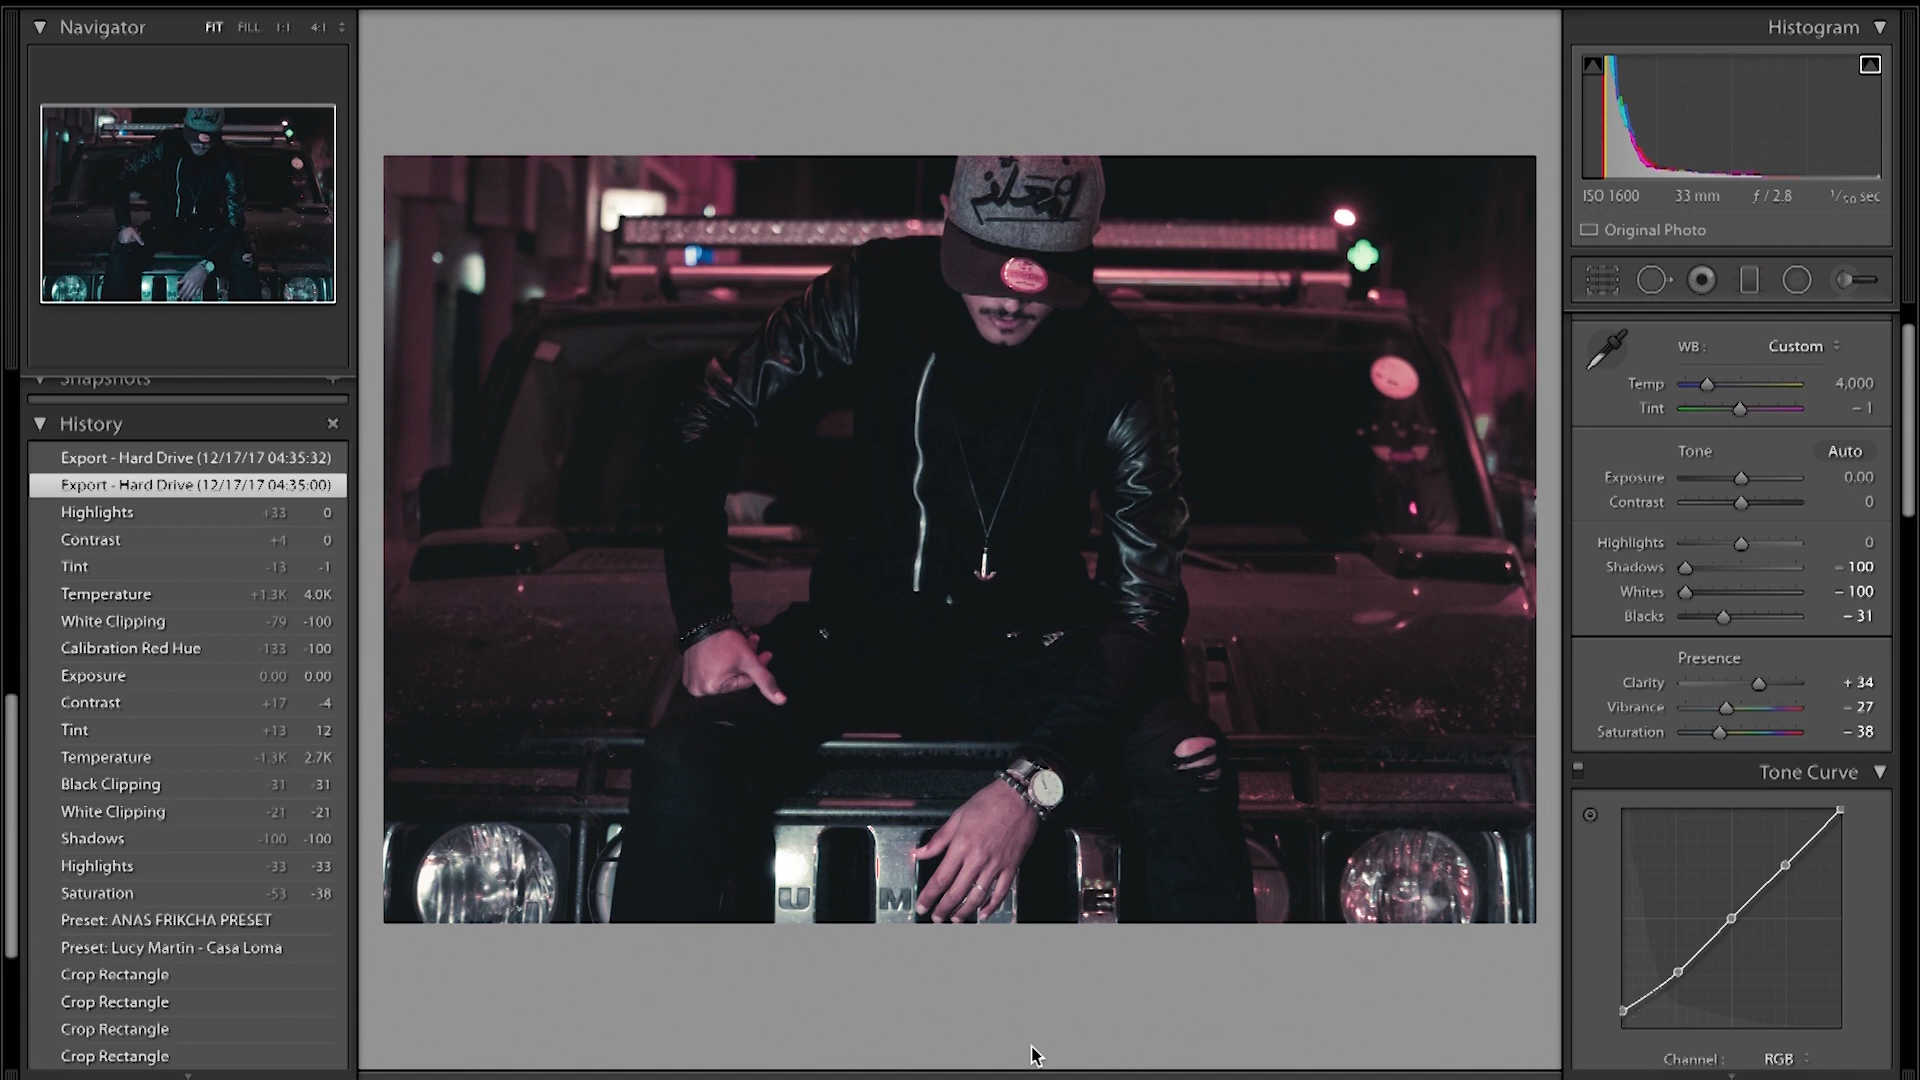 Navigator FIT FILL 1:1 4:1
Snapshots +
History ×
Export - Hard Drive (12/17/17 04:35:32)
Export - Hard Drive (12/17/17 04:35:00)
Highlights +33 0
Contrast +4 0
Tint -13 -1
Temperature +1.3K 4.0K
White Clipping -79 -100
Calibration Red Hue -133 -100
Exposure 0.00 0.00
Contrast +17 -4
Tint +13 12
Temperature -1.3K 2.7K
Black Clipping -31 -31
White Clipping -21 -21
Shadows -100 -100
Highlights -33 -33
Saturation -53 -38
Preset: ANAS FRIKCHA PRESET
Preset: Lucy Martin - Casa Loma
Crop Rectangle
Crop Rectangle
Crop Rectangle
Crop Rectangle
U M M E
Histogram
ISO 1600 33 mm ƒ / 2.8 1/50 sec
Original Photo
WB : Custom
Temp 4,000
Tint – 1
Tone Auto
Exposure 0.00
Contrast 0
Highlights 0
Shadows – 100
Whites – 100
Blacks – 31
Presence
Clarity + 34
Vibrance – 27
Saturation – 38
Tone Curve
Channel : RGB